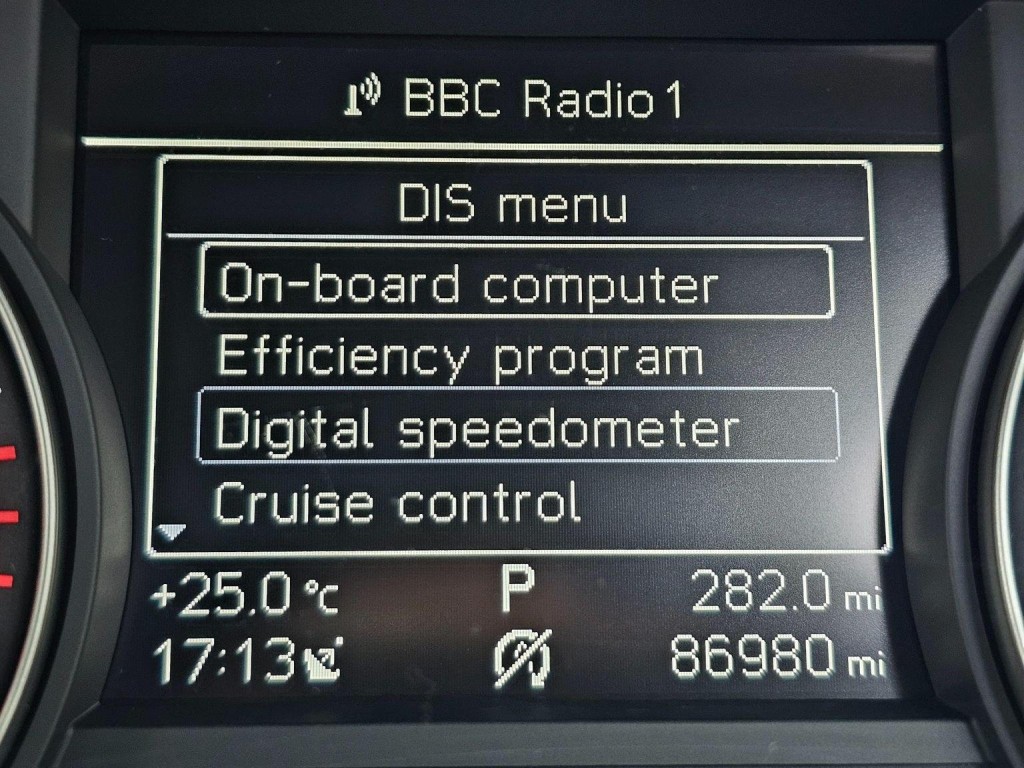 BBC Radio 1
DIS menu
On-board computer
Efficiency program
Digital speedometer
Cruise control
+25.0 °C P 282.0 mi
17:13 86980 mi